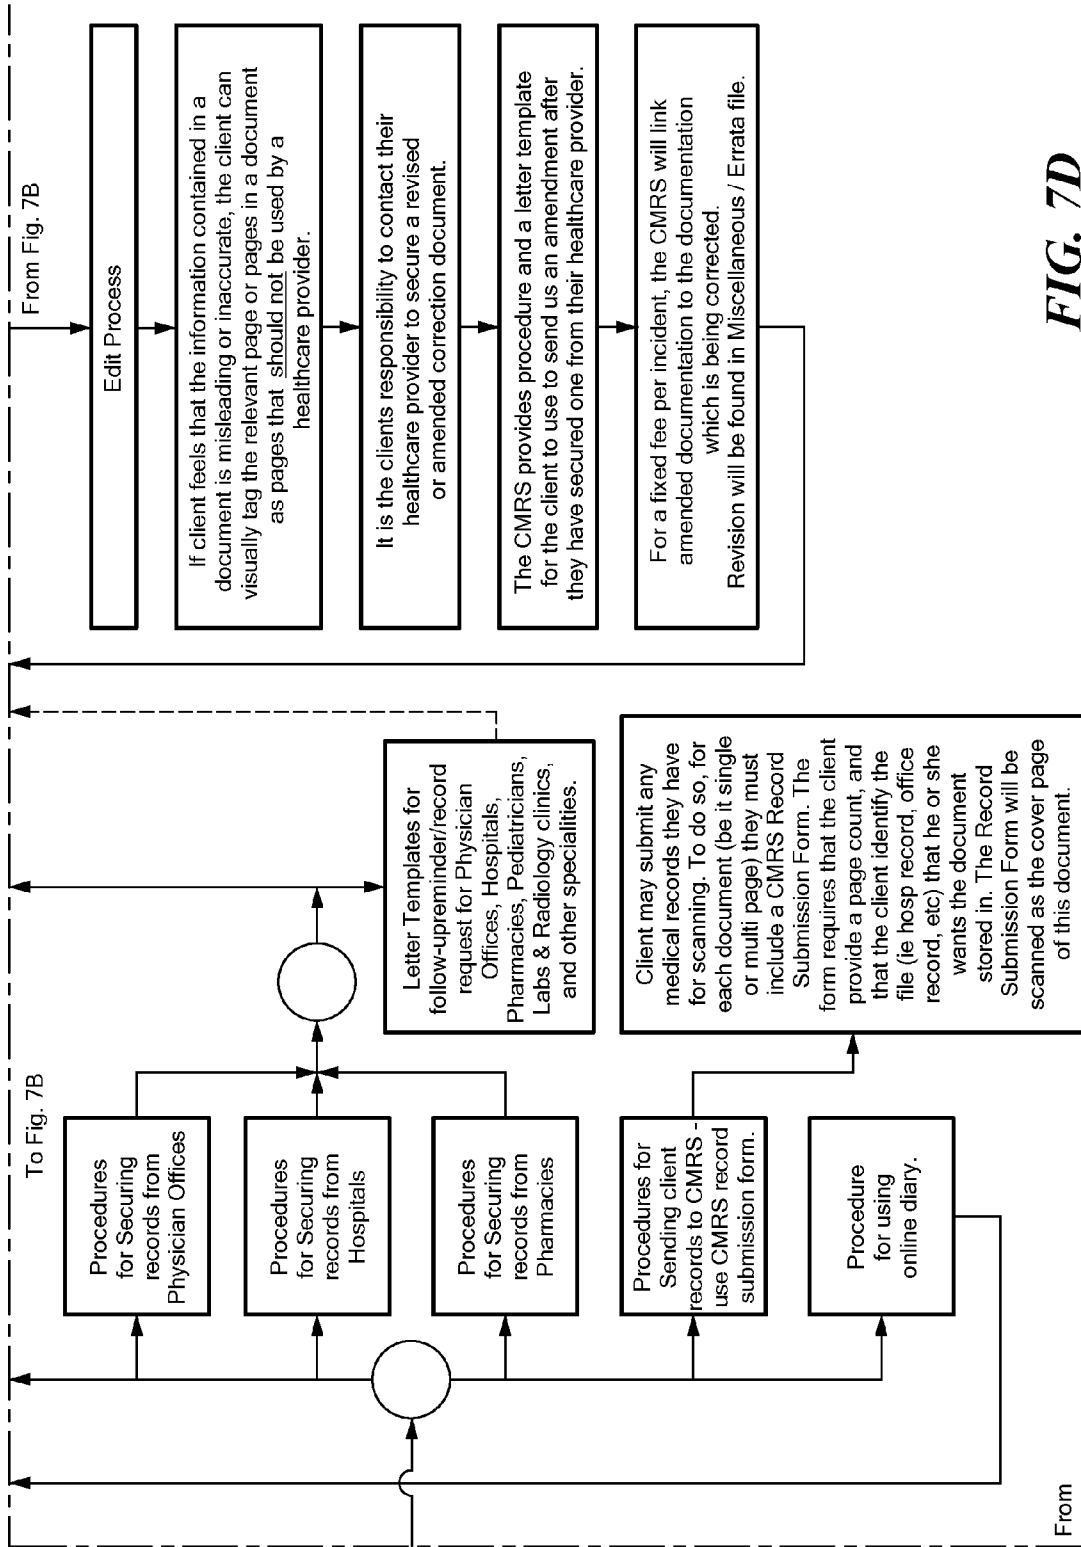 To Fig. 7B
From Fig. 7B
Procedures
for Securing
records from
Physician Offices
Procedures
for Securing
records from
Hospitals
Procedures
for Securing
records from
Pharmacies
Procedures for
Sending client
records to CMRS -
use CMRS record
submission form.
Procedure
for using
online diary.
Letter Templates for
follow-upreminder/record
request for Physician
Offices, Hospitals,
Pharmacies, Pediatricians,
Labs & Radiology clinics,
and other specialities.
Client may submit any
medical records they have
for scanning. To do so, for
each document (be it single
or multi page) they must
include a CMRS Record
Submission Form. The
form requires that the client
provide a page count, and
that the client identify the
file (ie hosp record, office
record, etc) that he or she
wants the document
stored in. The Record
Submission Form will be
scanned as the cover page
of this document.
Edit Process
If client feels that the information contained in a
document is misleading or inaccurate, the client can
visually tag the relevant page or pages in a document
as pages that should not be used by a
healthcare provider.
It is the clients responsibility to contact their
healthcare provider to secure a revised
or amended correction document.
The CMRS provides procedure and a letter template
for the client to use to send us an amendment after
they have secured one from their healthcare provider.
For a fixed fee per incident, the CMRS will link
amended documentation to the documentation
which is being corrected.
Revision will be found in Miscellaneous / Errata file.
From
FIG. 7D